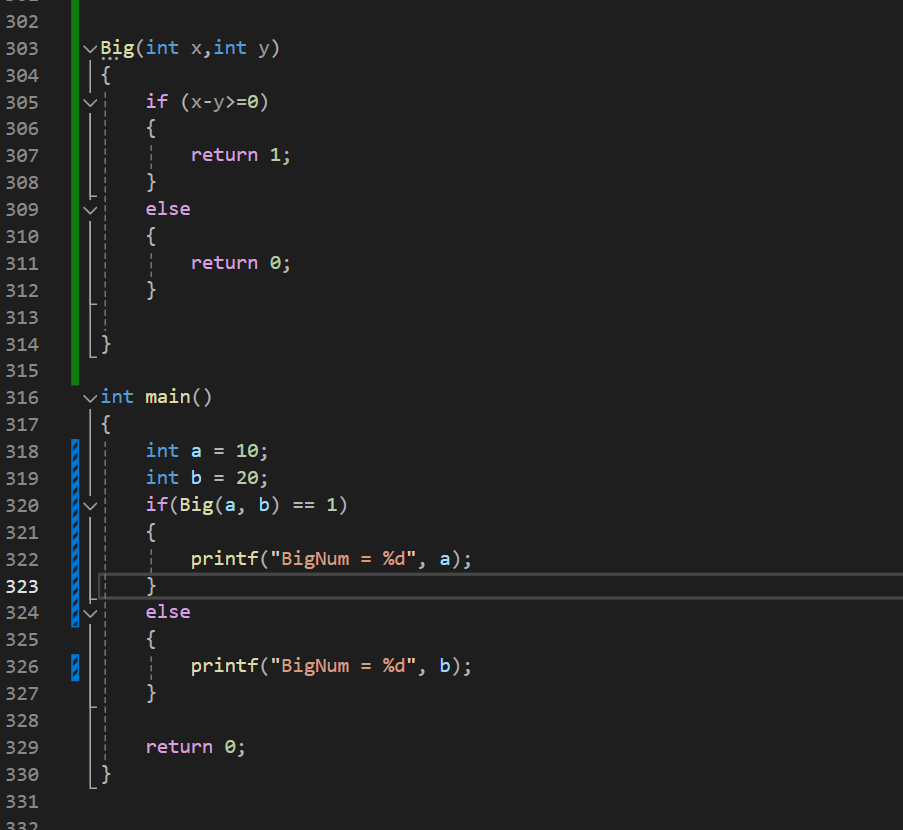 302
303 Big(int x,int y)
304 {
305     if (x-y>=0)
306     {
307         return 1;
308     }
309     else
310     {
311         return 0;
312     }
313
314 }
315
316 int main()
317 {
318     int a = 10;
319     int b = 20;
320     if(Big(a, b) == 1)
321     {
322         printf("BigNum = %d", a);
323     }
324     else
325     {
326         printf("BigNum = %d", b);
327     }
328
329     return 0;
330 }
331
332